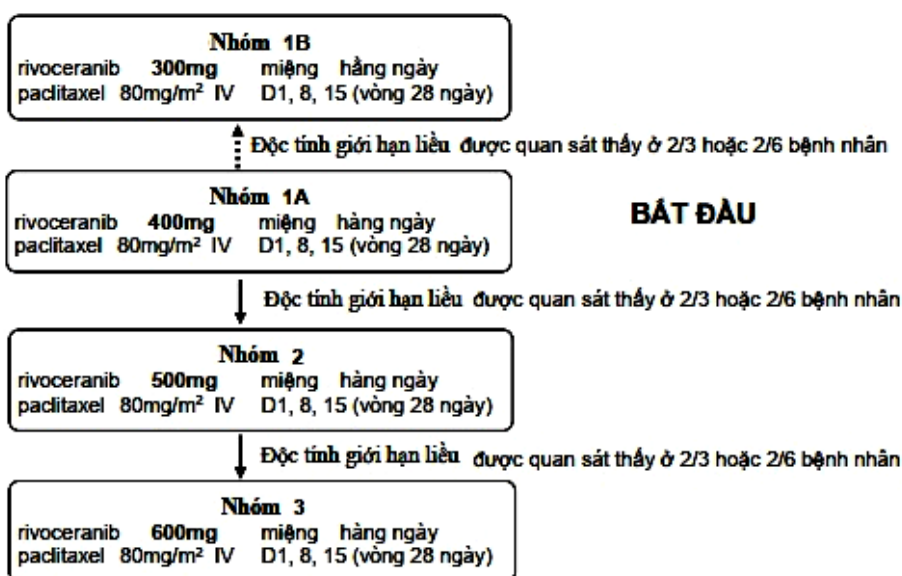 Nhóm 1B
rivoceranib 300mg miệng hằng ngày
paclitaxel 80mg/m² IV D1, 8, 15 (vòng 28 ngày)
Độc tính giới hạn liều được quan sát thấy ở 2/3 hoặc 2/6 bệnh nhân
Nhóm 1A
rivoceranib 400mg miệng hàng ngày
paclitaxel 80mg/m² IV D1, 8, 15 (vòng 28 ngày)
BẮT ĐẦU
Độc tính giới hạn liều được quan sát thấy ở 2/3 hoặc 2/6 bệnh nhân
Nhóm 2
rivoceranib 500mg miệng hàng ngày
paclitaxel 80mg/m² IV D1, 8, 15 (vòng 28 ngày)
Độc tính giới hạn liều được quan sát thấy ở 2/3 hoặc 2/6 bệnh nhân
Nhóm 3
rivoceranib 600mg miệng hàng ngày
paclitaxel 80mg/m² IV D1, 8, 15 (vòng 28 ngày)